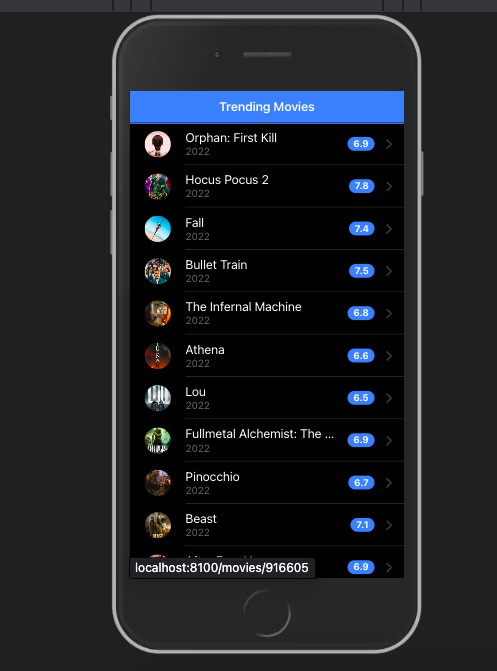 Trending Movies
Orphan: First Kill
2022
6.9
Hocus Pocus 2
2022
7.8
Fall
2022
7.4
Bullet Train
2022
7.5
The Infernal Machine
2022
6.8
Athena
2022
6.6
Lou
2022
6.5
Fullmetal Alchemist: The ...
2022
6.9
Pinocchio
2022
6.7
Beast
2022
7.1
6.9
localhost:8100/movies/916605